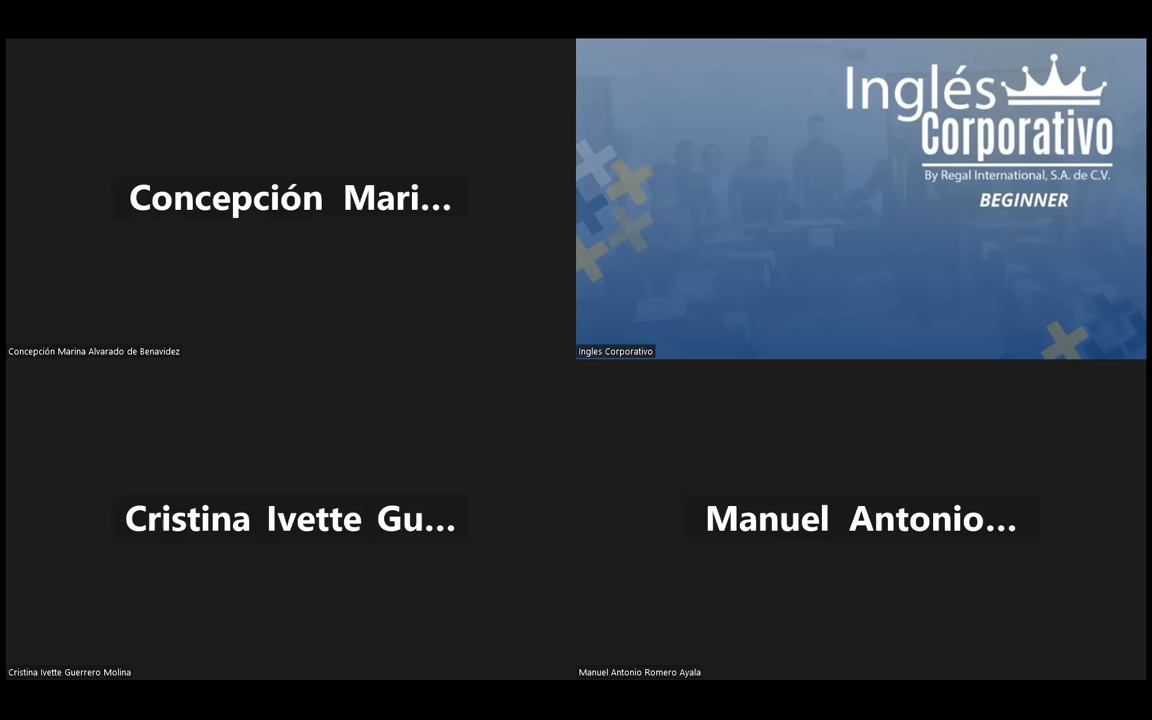 Concepción Mari...
Concepción Marina Alvarado de Benavidez
Inglés
Corporativo
By Regal International, S.A. de C.V.
BEGINNER
Ingles Corporativo
Cristina Ivette Gu...
Cristina Ivette Guerrero Molina
Manuel Antonio...
Manuel Antonio Romero Ayala